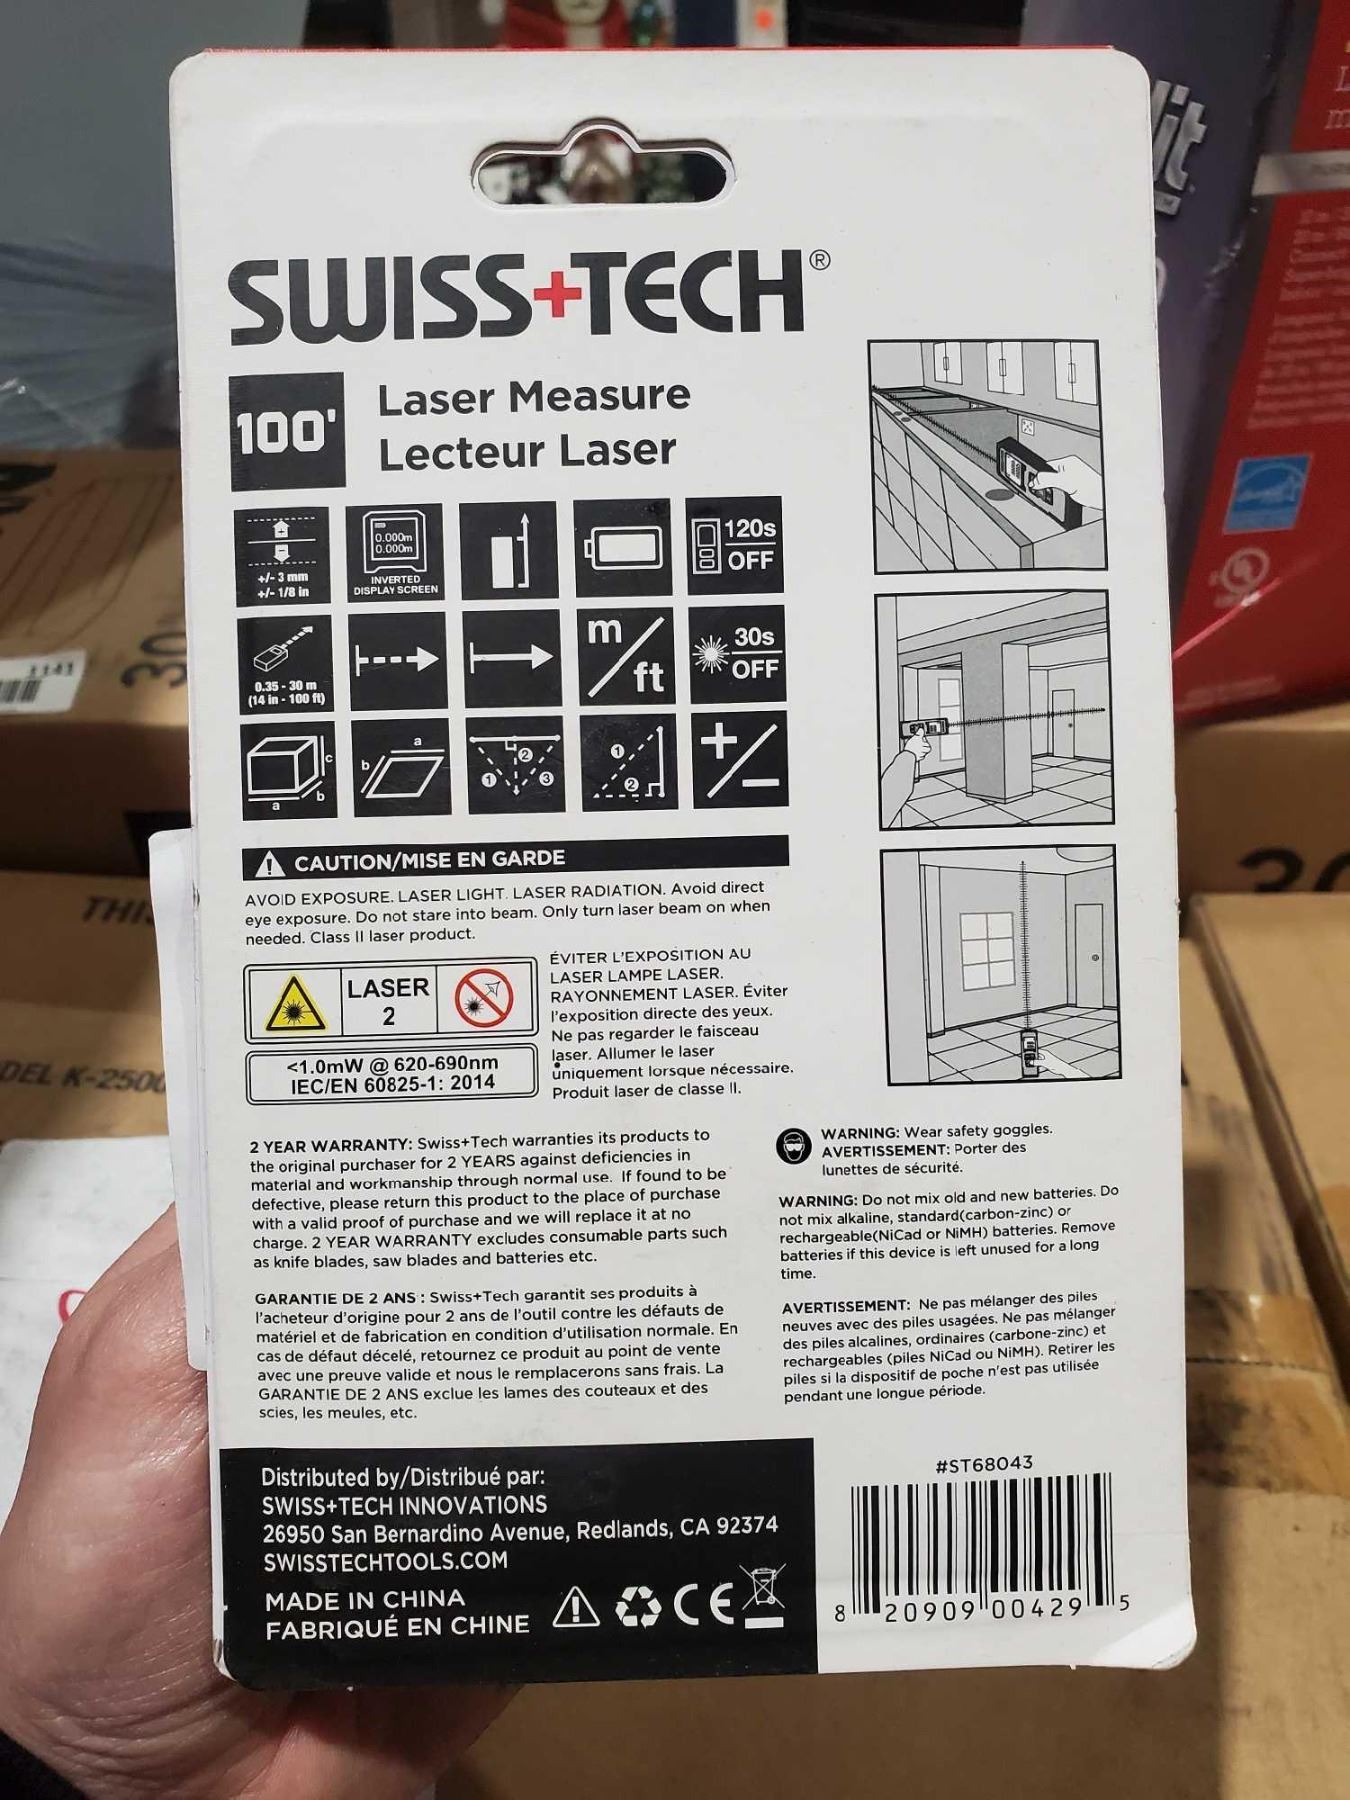 SWISS+TECH®
100'
Laser Measure
Lecteur Laser
+/- 3 mm
+/- 1/8 in
0.000m
0.000m
INVERTED
DISPLAY SCREEN
120s
OFF
0.35 - 30 m
(14 in - 100 ft)
m/ft
30s
OFF
a
b
c
a
b
1
2
3
1
2
+/-
CAUTION/MISE EN GARDE
AVOID EXPOSURE. LASER LIGHT. LASER RADIATION. Avoid direct
eye exposure. Do not stare into beam. Only turn laser beam on when
needed. Class II laser product.
LASER
2
<1.0mW @ 620-690nm
IEC/EN 60825-1: 2014
ÉVITER L'EXPOSITION AU
LASER LAMPE LASER.
RAYONNEMENT LASER. Éviter
l'exposition directe des yeux.
Ne pas regarder le faisceau
laser. Allumer le laser
uniquement lorsque nécessaire.
Produit laser de classe II.
2 YEAR WARRANTY: Swiss+Tech warranties its products to
the original purchaser for 2 YEARS against deficiencies in
material and workmanship through normal use. If found to be
defective, please return this product to the place of purchase
with a valid proof of purchase and we will replace it at no
charge. 2 YEAR WARRANTY excludes consumable parts such
as knife blades, saw blades and batteries etc.
GARANTIE DE 2 ANS : Swiss+Tech garantit ses produits à
l'acheteur d'origine pour 2 ans de l'outil contre les défauts de
matériel et de fabrication en condition d'utilisation normale. En
cas de défaut décelé, retournez ce produit au point de vente
avec une preuve valide et nous le remplacerons sans frais. La
GARANTIE DE 2 ANS exclue les lames des couteaux et des
scies, les meules, etc.
WARNING: Wear safety goggles.
AVERTISSEMENT: Porter des
lunettes de sécurité.
WARNING: Do not mix old and new batteries. Do
not mix alkaline, standard(carbon-zinc) or
rechargeable(NiCad or NiMH) batteries. Remove
batteries if this device is left unused for a long
time.
AVERTISSEMENT: Ne pas mélanger des piles
neuves avec des piles usagées. Ne pas mélanger
des piles alcalines, ordinaires (carbone-zinc) et
rechargeables (piles NiCad ou NiMH). Retirer les
piles si la dispositif de poche n'est pas utilisée
pendant une longue période.
Distributed by/Distribué par:
SWISS+TECH INNOVATIONS
26950 San Bernardino Avenue, Redlands, CA 92374
SWISSTECHTOOLS.COM
MADE IN CHINA
FABRIQUÉ EN CHINE
CE
#ST68043
8 20909 00429 5
1141
30
DEL K-2500